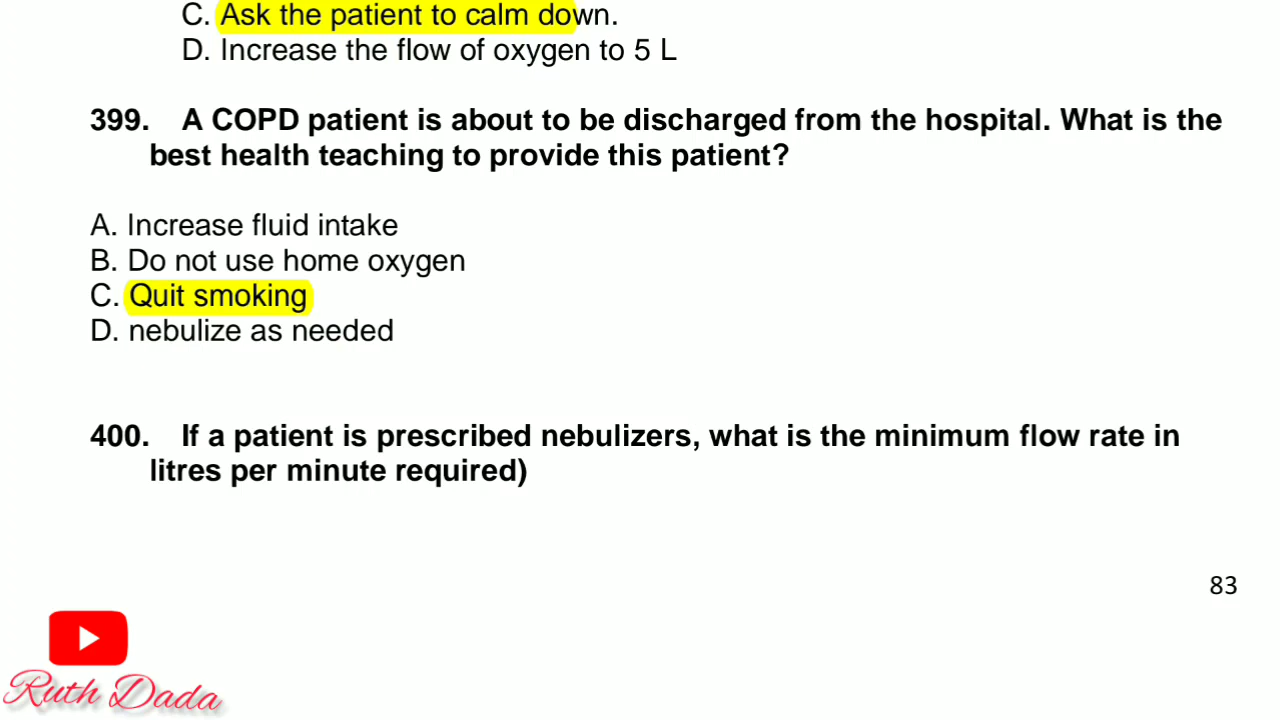 C. Ask the patient to calm down.
D. Increase the flow of oxygen to 5 L
399. A COPD patient is about to be discharged from the hospital. What is the
best health teaching to provide this patient?
A. Increase fluid intake
B. Do not use home oxygen
C. Quit smoking
D. nebulize as needed
400. If a patient is prescribed nebulizers, what is the minimum flow rate in
litres per minute required)
83
Ruth Dada